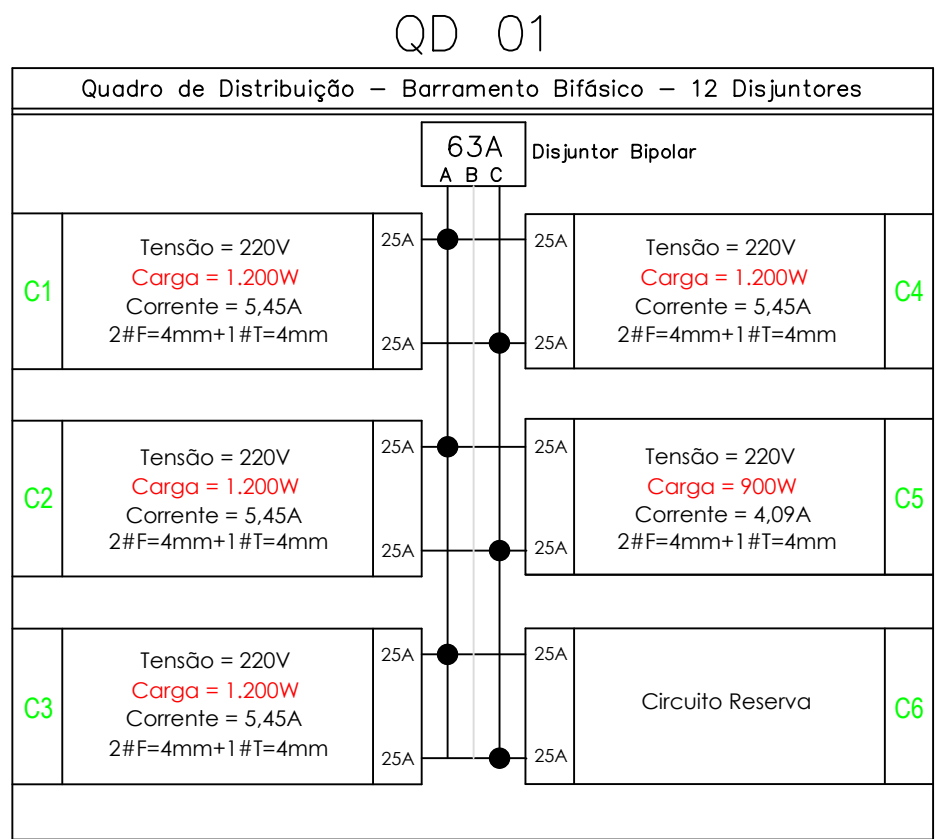 QD 01
Quadro de Distribuição – Barramento Bifásico – 12 Disjuntores
63A
A B C
Disjuntor Bipolar
C1
Tensão = 220V
Carga = 1.200W
Corrente = 5,45A
2#F=4mm+1#T=4mm
25A
25A
25A
25A
Tensão = 220V
Carga = 1.200W
Corrente = 5,45A
2#F=4mm+1#T=4mm
C4
C2
Tensão = 220V
Carga = 1.200W
Corrente = 5,45A
2#F=4mm+1#T=4mm
25A
25A
25A
25A
Tensão = 220V
Carga = 900W
Corrente = 4,09A
2#F=4mm+1#T=4mm
C5
C3
Tensão = 220V
Carga = 1.200W
Corrente = 5,45A
2#F=4mm+1#T=4mm
25A
25A
25A
25A
Circuito Reserva
C6